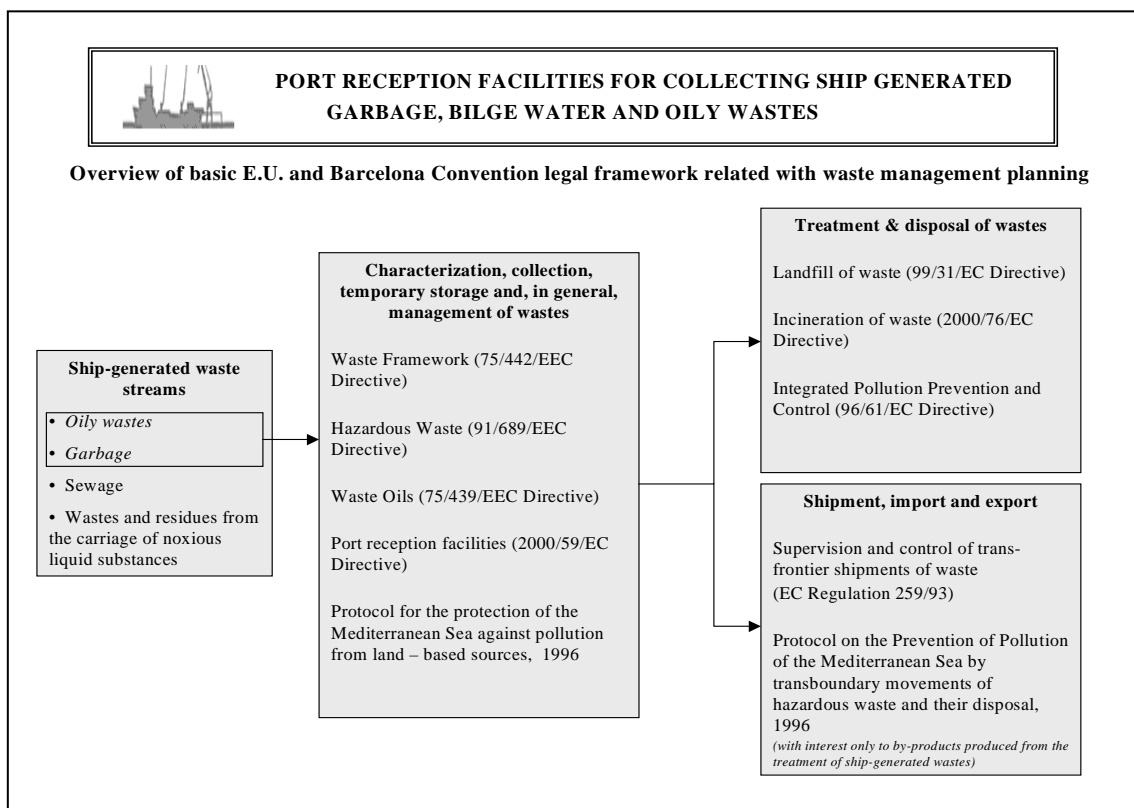 PORT RECEPTION FACILITIES FOR COLLECTING SHIP GENERATED
GARBAGE, BILGE WATER AND OILY WASTES
Overview of basic E.U. and Barcelona Convention legal framework related with waste management planning
Ship-generated waste
streams
• Oily wastes
• Garbage
• Sewage
• Wastes and residues from
the carriage of noxious
liquid substances
Characterization, collection,
temporary storage and, in general,
management of wastes
Waste Framework (75/442/EEC
Directive)
Hazardous Waste (91/689/EEC
Directive)
Waste Oils (75/439/EEC Directive)
Port reception facilities (2000/59/EC
Directive)
Protocol for the protection of the
Mediterranean Sea against pollution
from land – based sources, 1996
Treatment & disposal of wastes
Landfill of waste (99/31/EC Directive)
Incineration of waste (2000/76/EC
Directive)
Integrated Pollution Prevention and
Control (96/61/EC Directive)
Shipment, import and export
Supervision and control of trans-
frontier shipments of waste
(EC Regulation 259/93)
Protocol on the Prevention of Pollution
of the Mediterranean Sea by
transboundary movements of
hazardous waste and their disposal,
1996
(with interest only to by-products produced from the
treatment of ship-generated wastes)